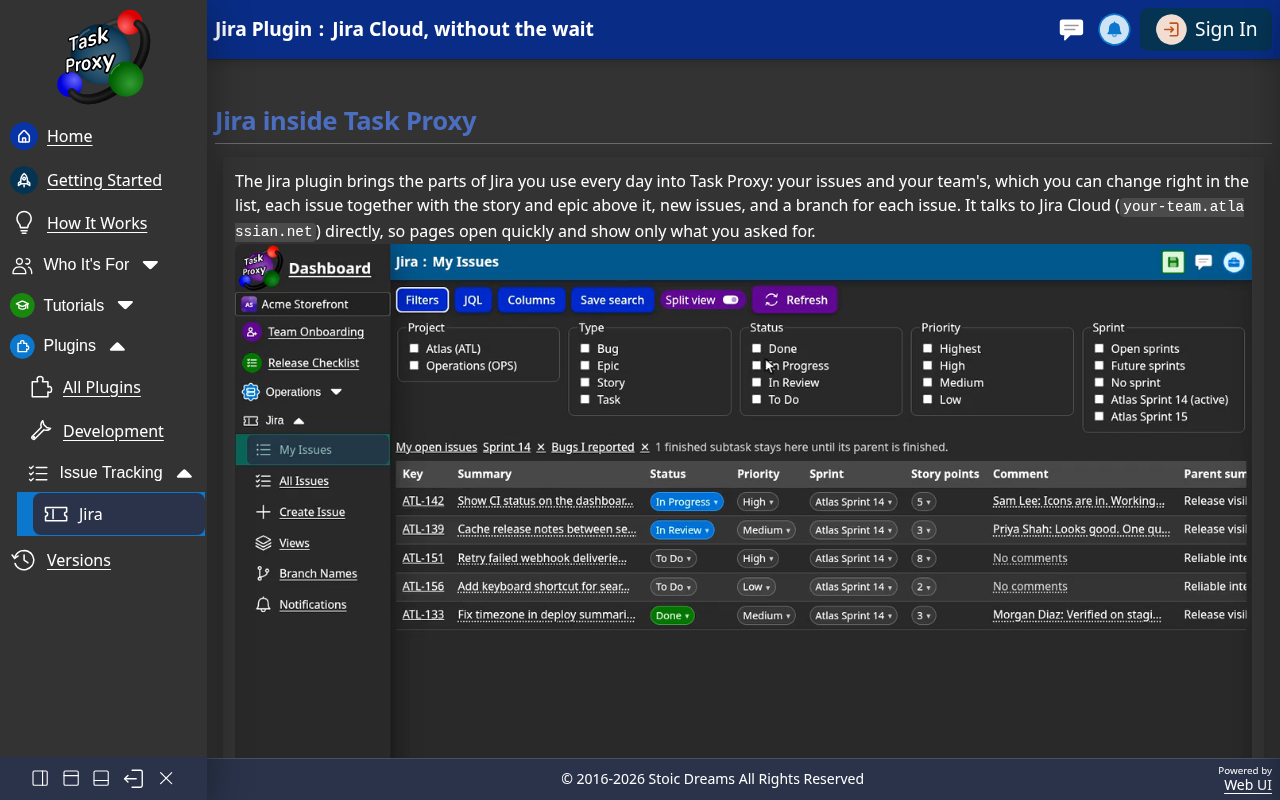 Task Proxy
Jira Plugin : Jira Cloud, without the wait
Sign In
Home
Getting Started
How It Works
Who It's For
Tutorials
Plugins
All Plugins
Development
Issue Tracking
Jira
Versions
Jira inside Task Proxy
The Jira plugin brings the parts of Jira you use every day into Task Proxy: your issues and your team's, which you can change right in the
list, each issue together with the story and epic above it, new issues, and a branch for each issue. It talks to Jira Cloud (your-team.atla
ssian.net) directly, so pages open quickly and show only what you asked for.
Task Proxy
Dashboard
AS Acme Storefront
Team Onboarding
Release Checklist
Operations
Jira
My Issues
All Issues
Create Issue
Views
Branch Names
Notifications
Jira : My Issues
Filters JQL Columns Save search Split view Refresh
Project
Atlas (ATL)
Operations (OPS)
Type
Bug
Epic
Story
Task
Status
Done
In Progress
In Review
To Do
Priority
Highest
High
Medium
Low
Sprint
Open sprints
Future sprints
No sprint
Atlas Sprint 14 (active)
Atlas Sprint 15
My open issues Sprint 14 × Bugs I reported × 1 finished subtask stays here until its parent is finished.
Key Summary Status Priority Sprint Story points Comment Parent sum
ATL-142 Show CI status on the dashboar... In Progress High Atlas Sprint 14 5 Sam Lee: Icons are in. Working... Release visil
ATL-139 Cache release notes between se... In Review Medium Atlas Sprint 14 3 Priya Shah: Looks good. One qu... Release visil
ATL-151 Retry failed webhook deliverie... To Do High Atlas Sprint 14 8 No comments Reliable inte
ATL-156 Add keyboard shortcut for sear... To Do Low Atlas Sprint 14 2 No comments Reliable inte
ATL-133 Fix timezone in deploy summari... Done Medium Atlas Sprint 14 3 Morgan Diaz: Verified on stagi... Release visil
© 2016-2026 Stoic Dreams All Rights Reserved
Powered by
Web UI